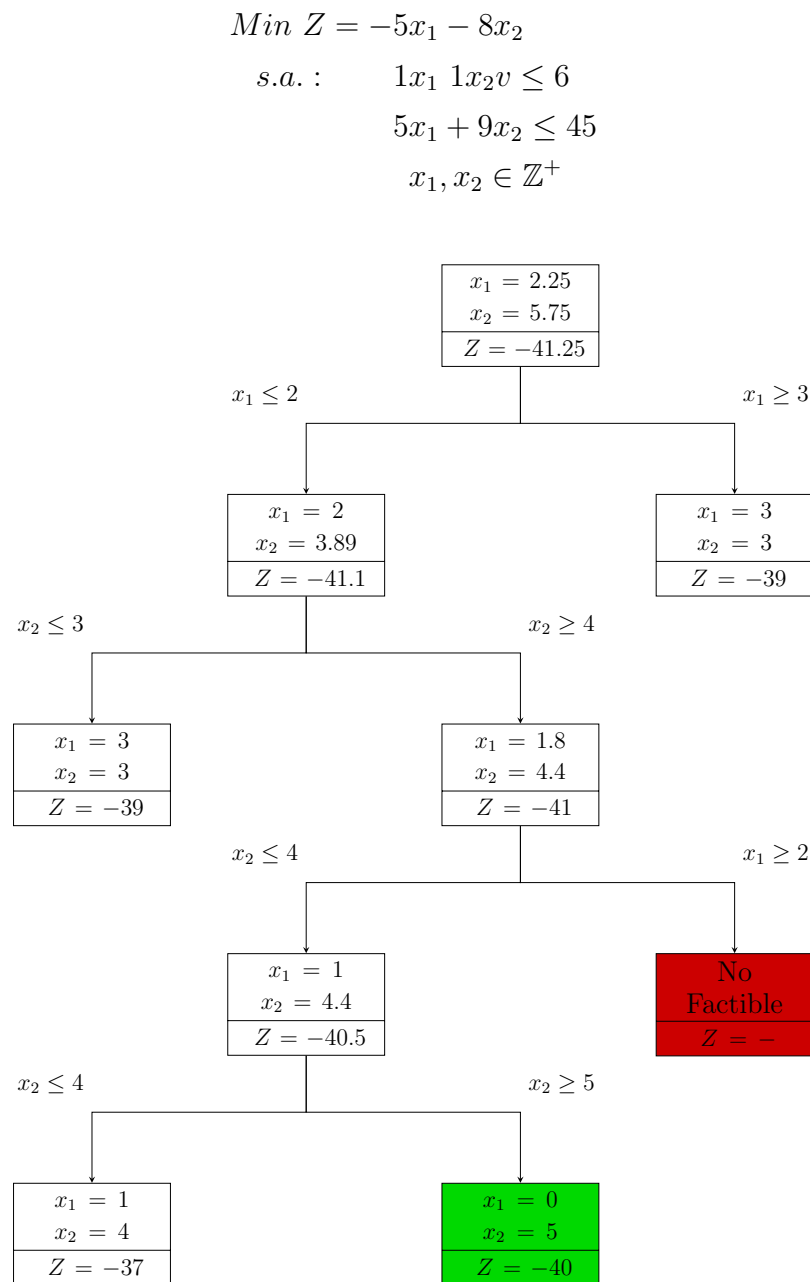 Min Z = −5x₁ − 8x₂
s.a. : 1x₁ 1x₂v ≤ 6
5x₁ + 9x₂ ≤ 45
x₁, x₂ ∈ ℤ⁺
x₁ = 2.25
x₂ = 5.75
Z = −41.25
x₁ ≤ 2
x₁ ≥ 3
x₁ = 2
x₂ = 3.89
Z = −41.1
x₁ = 3
x₂ = 3
Z = −39
x₂ ≤ 3
x₂ ≥ 4
x₁ = 3
x₂ = 3
Z = −39
x₁ = 1.8
x₂ = 4.4
Z = −41
x₂ ≤ 4
x₁ ≥ 2
x₁ = 1
x₂ = 4.4
Z = −40.5
No
Factible
Z = −
x₂ ≤ 4
x₂ ≥ 5
x₁ = 1
x₂ = 4
Z = −37
x₁ = 0
x₂ = 5
Z = −40